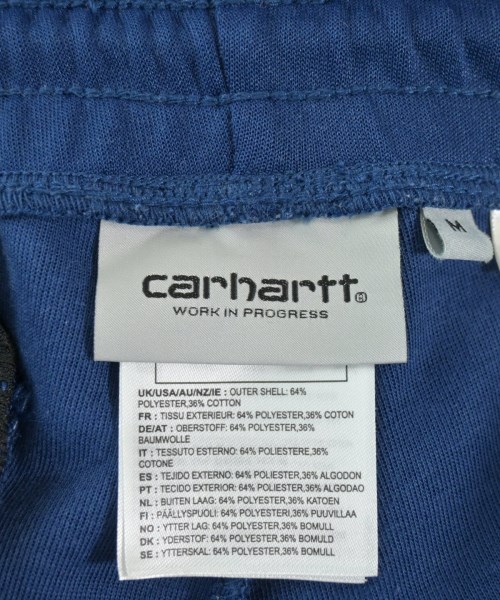 M
carhartt
WORK IN PROGRESS
UK/USA/AU/NZ/IE : OUTER SHELL: 64%
POLYESTER,36% COTTON
FR : TISSU EXTERIEUR: 64% POLYESTER,36% COTON
DE/AT : OBERSTOFF: 64% POLYESTER,36%
BAUMWOLLE
IT : TESSUTO ESTERNO: 64% POLIESTERE,36%
COTONE
ES : TEJIDO EXTERNO: 64% POLIESTER,36% ALGODON
PT : TECIDO EXTERIOR: 64% POLIESTER,36% ALGODAO
NL : BUITEN LAAG: 64% POLYESTER,36% KATOEN
FI : PÄÄLLYSPUOLI: 64% POLYESTERI,36% PUUVILLAA
NO : YTTER LAG: 64% POLYESTER,36% BOMULL
DK : YDERSTOF: 64% POLYESTER,36% BOMULD
SE : YTTERSKAL: 64% POLYESTER,36% BOMULL